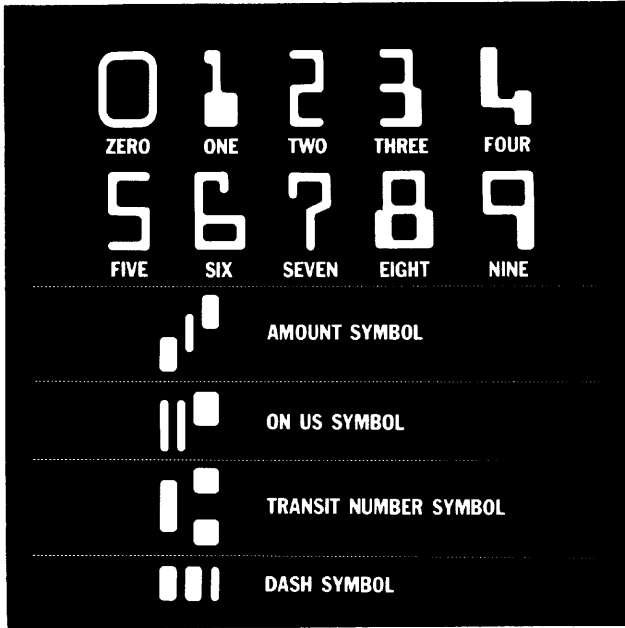 0 1 2 3 4
ZERO ONE TWO THREE FOUR
5 6 7 8 9
FIVE SIX SEVEN EIGHT NINE
AMOUNT SYMBOL
ON US SYMBOL
TRANSIT NUMBER SYMBOL
DASH SYMBOL